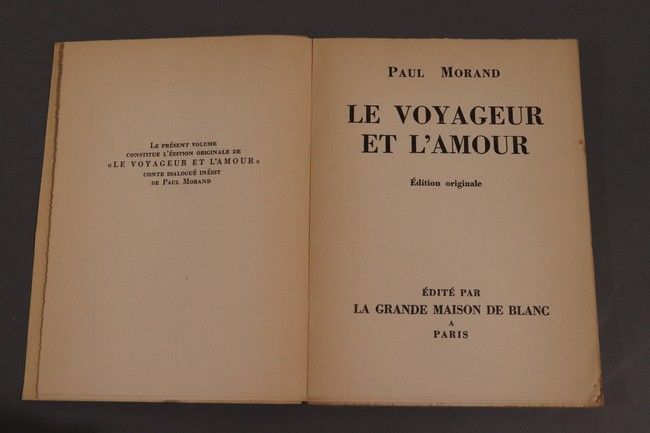 LE PRÉSENT VOLUME
CONSTITUE L'ÉDITION ORIGINALE DE
«LE VOYAGEUR ET L'AMOUR»
CONTE DIALOGUÉ INÉDIT
DE PAUL MORAND
PAUL MORAND
LE VOYAGEUR
ET L'AMOUR
Édition originale
ÉDITÉ PAR
LA GRANDE MAISON DE BLANC
A
PARIS